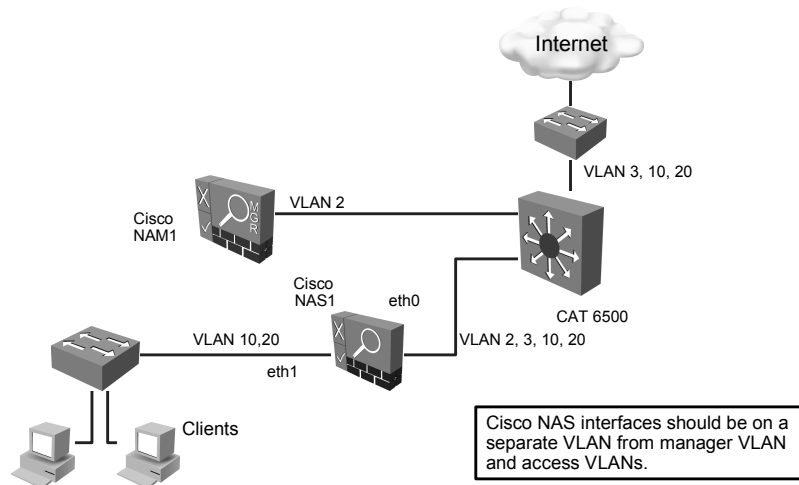 Internet
VLAN 3, 10, 20
VLAN 2
MGR
Cisco
NAM1
CAT 6500
Cisco
NAS1
eth0
VLAN 10,20
eth1
VLAN 2, 3, 10, 20
Clients
Cisco NAS interfaces should be on a
separate VLAN from manager VLAN
and access VLANs.